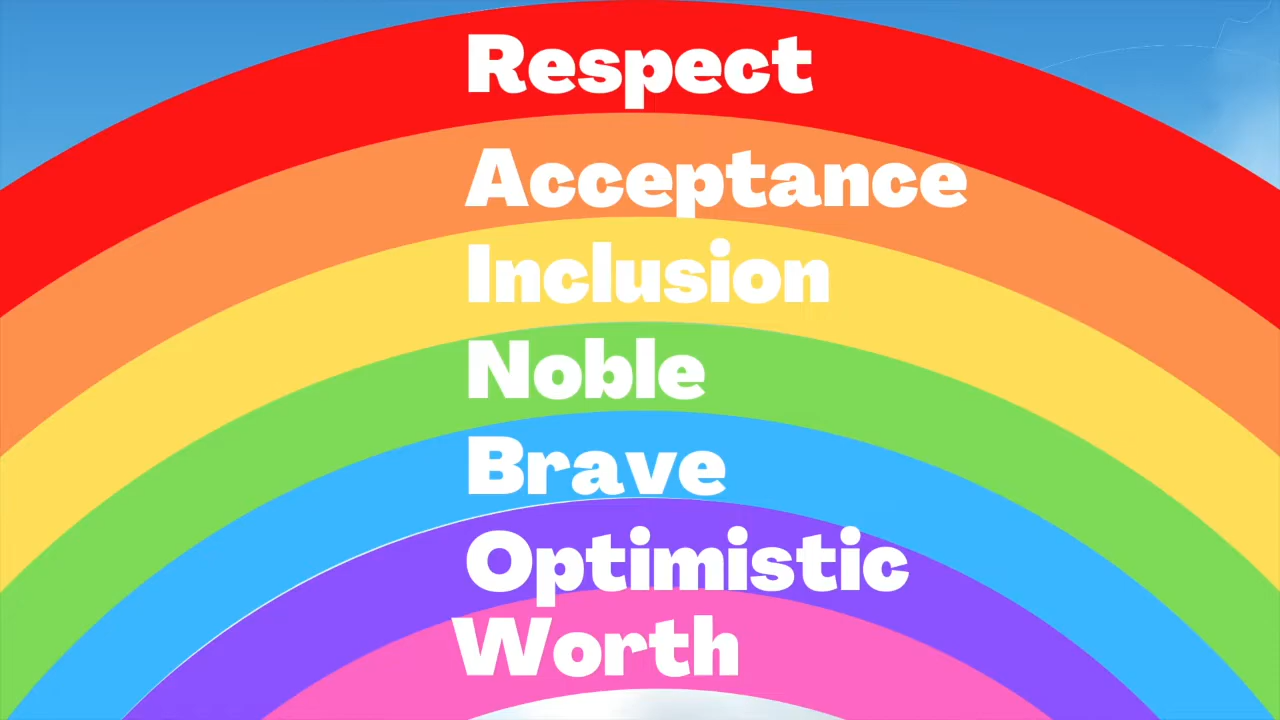 Respect
Acceptance
Inclusion
Noble
Brave
Optimistic
Worth